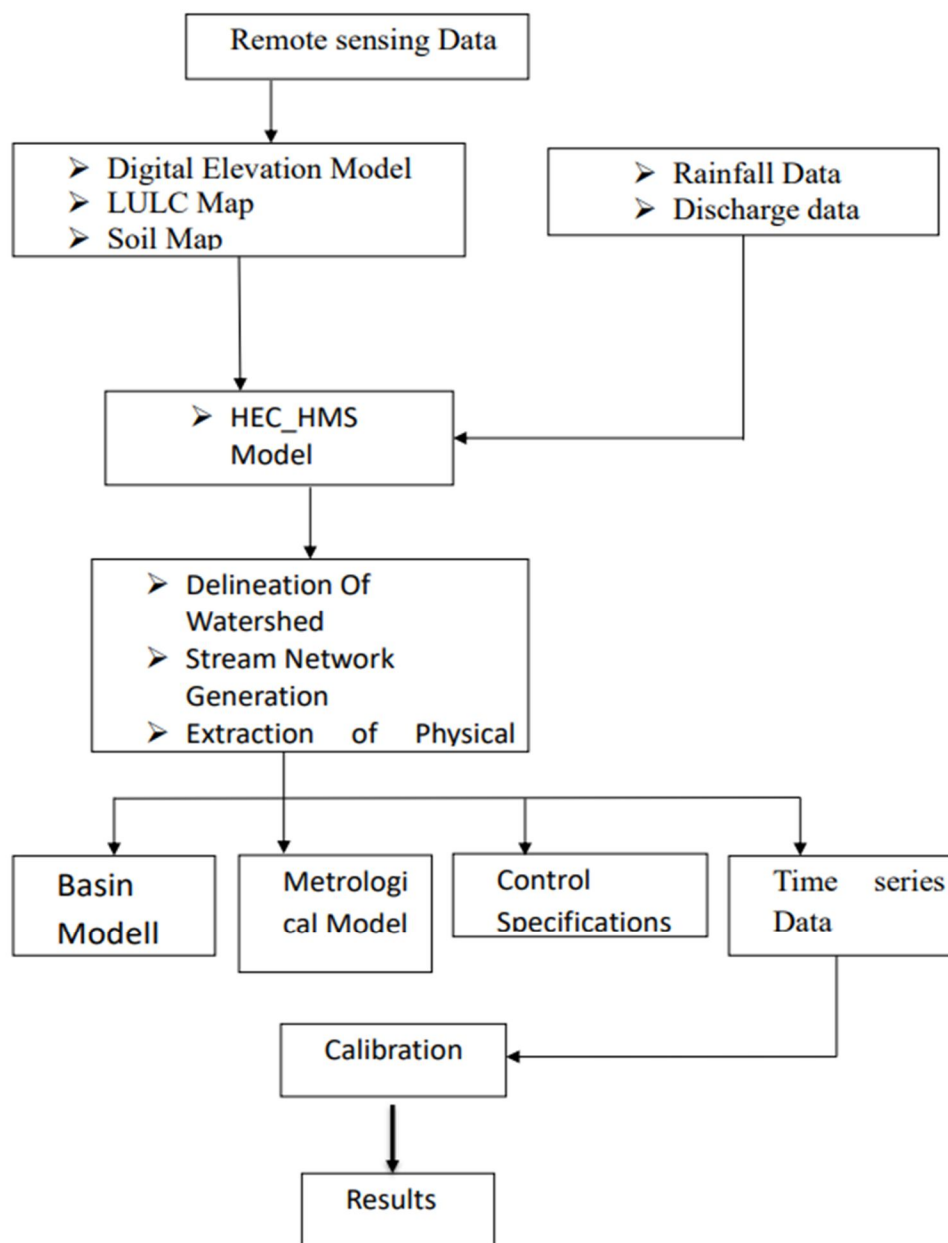 Remote sensing Data
➢ Digital Elevation Model
➢ LULC Map
➢ Soil Map
➢ Rainfall Data
➢ Discharge data
➢ HEC_HMS
Model
➢ Delineation Of
Watershed
➢ Stream Network
Generation
➢ Extraction of Physical
Basin
Modell
Metrologi
cal Model
Control
Specifications
Time series
Data
Calibration
Results